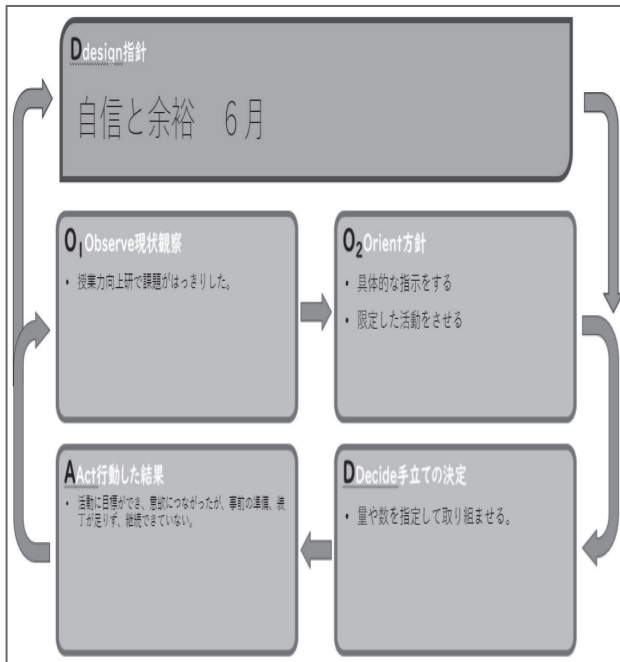 Ddesign指針
自信と余裕 6月
O1Observe現状観察
• 授業力向上研で課題がはっきりした。
O2Orient方針
• 具体的な指示をする
• 限定した活動をさせる
AAct行動した結果
• 活動に目標ができ、意欲につながったが、事前の準備、装
丁が足りず、継続できていない。
DDecide手立ての決定
• 量や数を指定して取り組ませる。